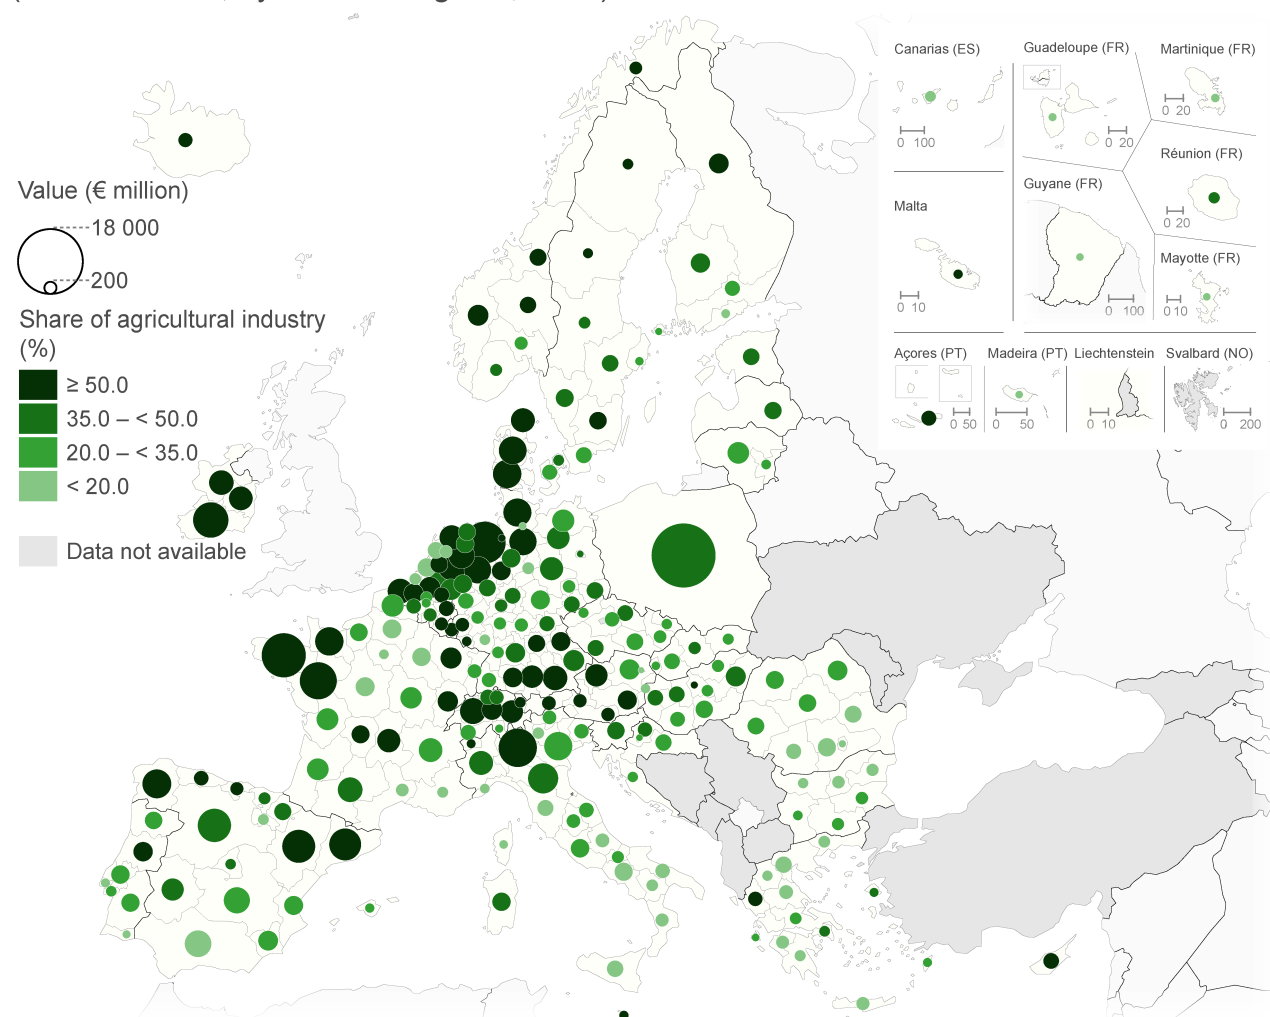 Canarias (ES)
0 100
Guadeloupe (FR)
0 20
Martinique (FR)
0 20
Réunion (FR)
0 20
Malta
0 10
Guyane (FR)
0 100
Mayotte (FR)
0 10
Açores (PT)
0 50
Madeira (PT)
0 50
Liechtenstein
0 10
Svalbard (NO)
0 200
Value (€ million)
18 000
200
Share of agricultural industry
(%)
≥ 50.0
35.0 – < 50.0
20.0 – < 35.0
< 20.0
Data not available